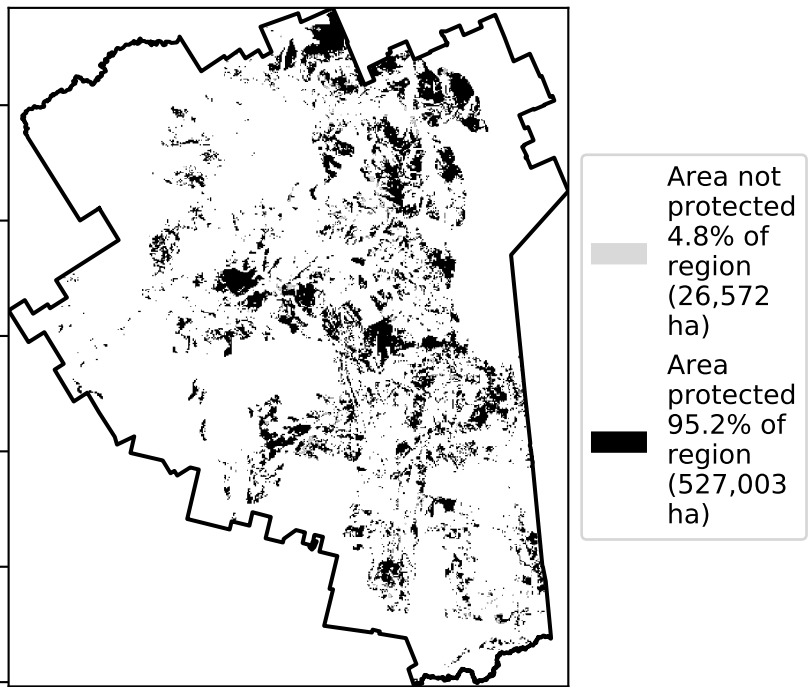 Area not
protected
4.8% of
region
(26,572
ha)
Area
protected
95.2% of
region
(527,003
ha)